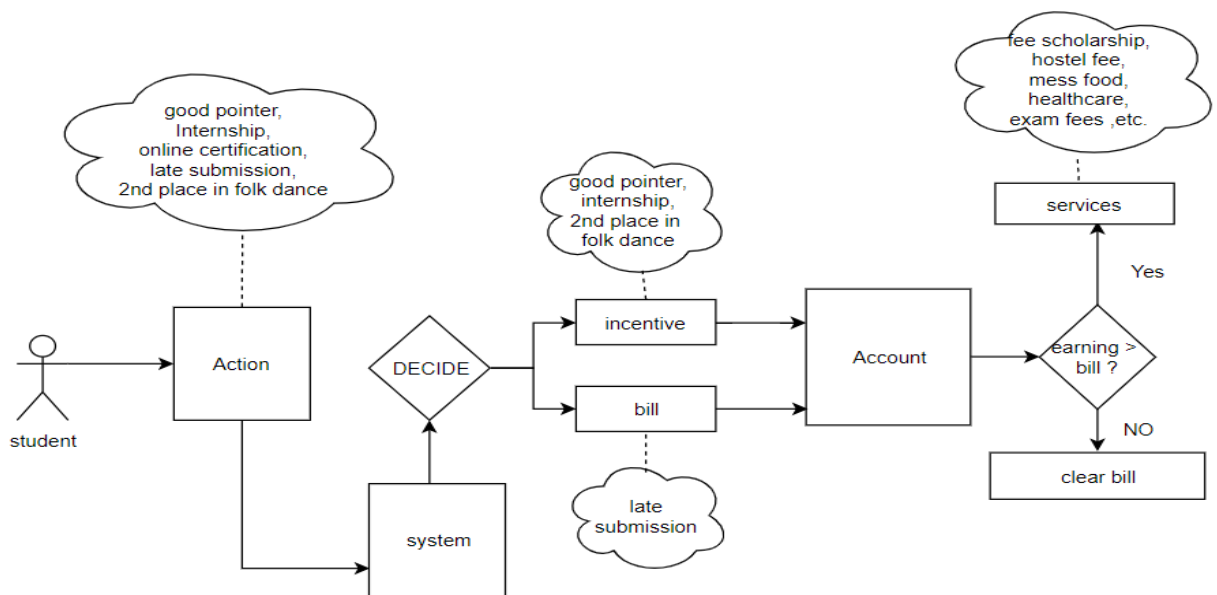 good pointer,
Internship,
online certification,
late submission,
2nd place in folk dance
Action
student
system
DECIDE
good pointer,
internship,
2nd place in
folk dance
incentive
bill
late
submission
Account
earning >
bill ?
Yes
NO
fee scholarship,
hostel fee,
mess food,
healthcare,
exam fees ,etc.
services
clear bill